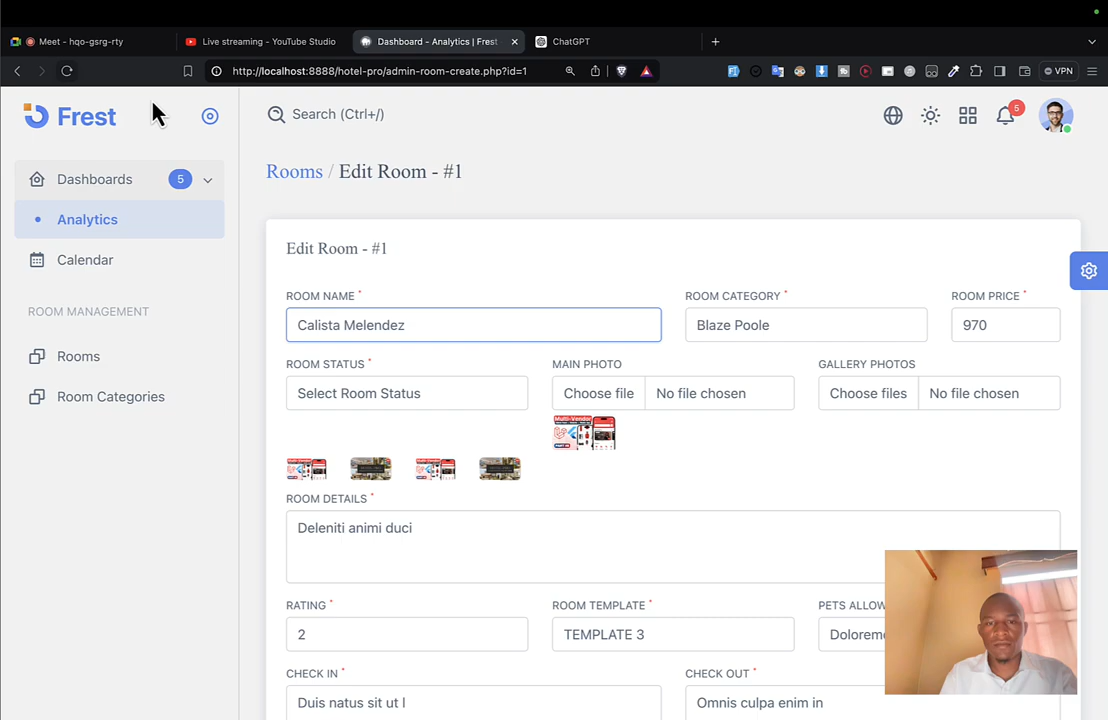 Meet - hqo-gsrg-rty
Live streaming - YouTube Studio
Dashboard - Analytics | Frest
ChatGPT
http://localhost:8888/hotel-pro/admin-room-create.php?id=1
VPN
Frest
Search (Ctrl+/)
5
Rooms / Edit Room - #1
Dashboards
5
Analytics
Calendar
ROOM MANAGEMENT
Rooms
Room Categories
Edit Room - #1
ROOM NAME *
ROOM CATEGORY *
ROOM PRICE *
Calista Melendez
Blaze Poole
970
ROOM STATUS *
MAIN PHOTO
GALLERY PHOTOS
Select Room Status
Choose file
No file chosen
Choose files
No file chosen
Multi-Vendor
ROOM DETAILS *
Deleniti animi duci
RATING *
ROOM TEMPLATE *
PETS ALLOW
2
TEMPLATE 3
Dolorem
CHECK IN *
CHECK OUT *
Duis natus sit ut l
Omnis culpa enim in